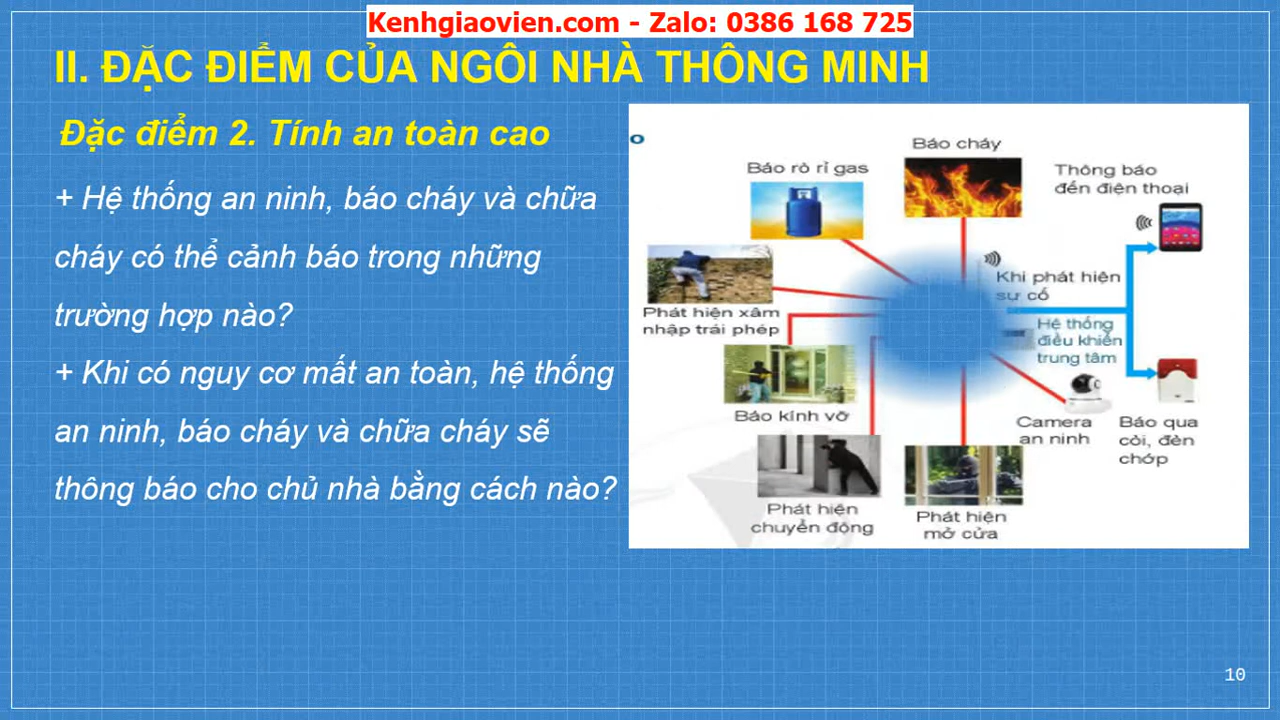 Kenhgiaovien.com - Zalo: 0386 168 725
II. ĐẶC ĐIỂM CỦA NGÔI NHÀ THÔNG MINH
Đặc điểm 2. Tính an toàn cao
+ Hệ thống an ninh, báo cháy và chữa
cháy có thể cảnh báo trong những
trường hợp nào?
+ Khi có nguy cơ mất an toàn, hệ thống
an ninh, báo cháy và chữa cháy sẽ
thông báo cho chủ nhà bằng cách nào?
o
Báo cháy
Báo rò rỉ gas
Thông báo
đến điện thoại
Khi phát hiện
sự cố
Phát hiện xâm
nhập trái phép
Hệ thống
điều khiển
trung tâm
Báo kính vỡ
Camera
an ninh
Báo qua
còi, đèn
chớp
Phát hiện
chuyển động
Phát hiện
mở cửa
10